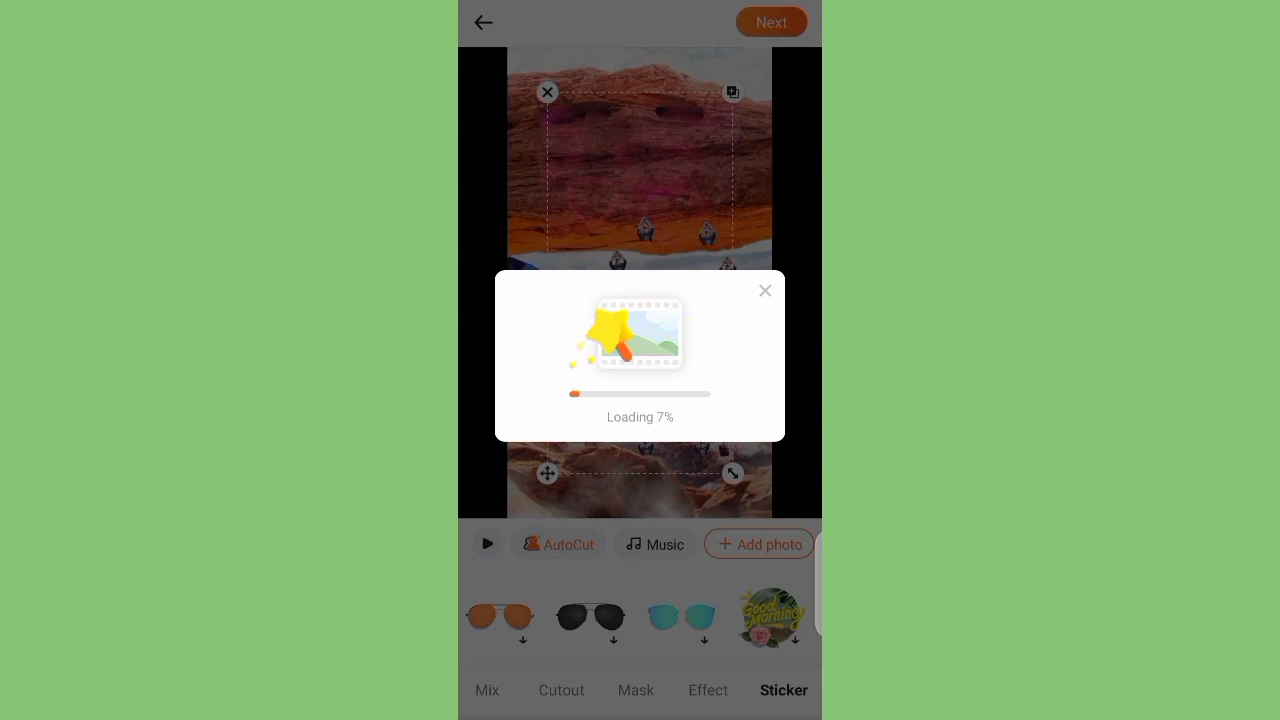 Next
Loading 7%
AutoCut
Music
Add photo
Good
Morning
Mix
Cutout
Mask
Effect
Sticker